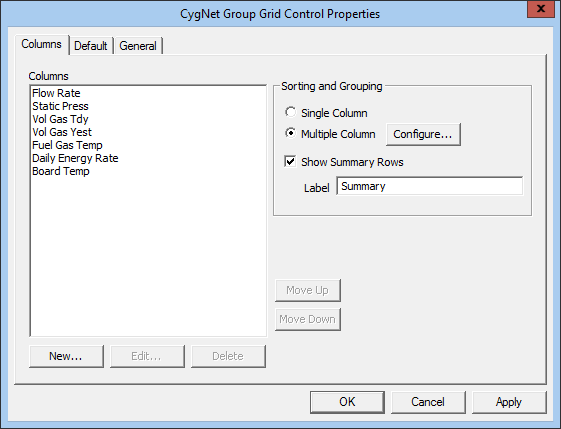 CygNet Group Grid Control Properties
x
Columns Default General
Columns
Flow Rate
Static Press
Vol Gas Tdy
Vol Gas Yest
Fuel Gas Temp
Daily Energy Rate
Board Temp
Sorting and Grouping
Single Column
Multiple Column Configure...
Show Summary Rows
Label Summary
Move Up
Move Down
New... Edit... Delete
OK Cancel Apply